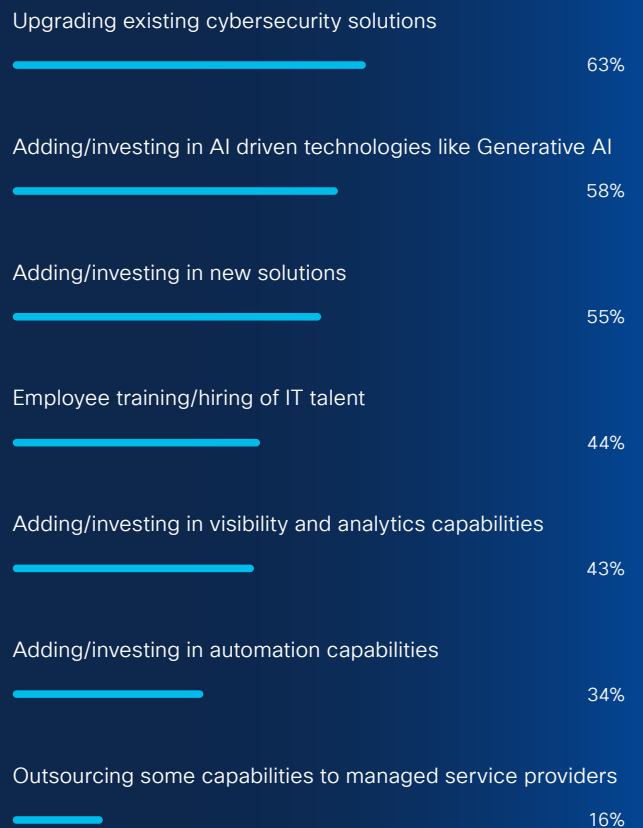 Upgrading existing cybersecurity solutions
63%
Adding/investing in AI driven technologies like Generative AI
58%
Adding/investing in new solutions
55%
Employee training/hiring of IT talent
44%
Adding/investing in visibility and analytics capabilities
43%
Adding/investing in automation capabilities
34%
Outsourcing some capabilities to managed service providers
16%